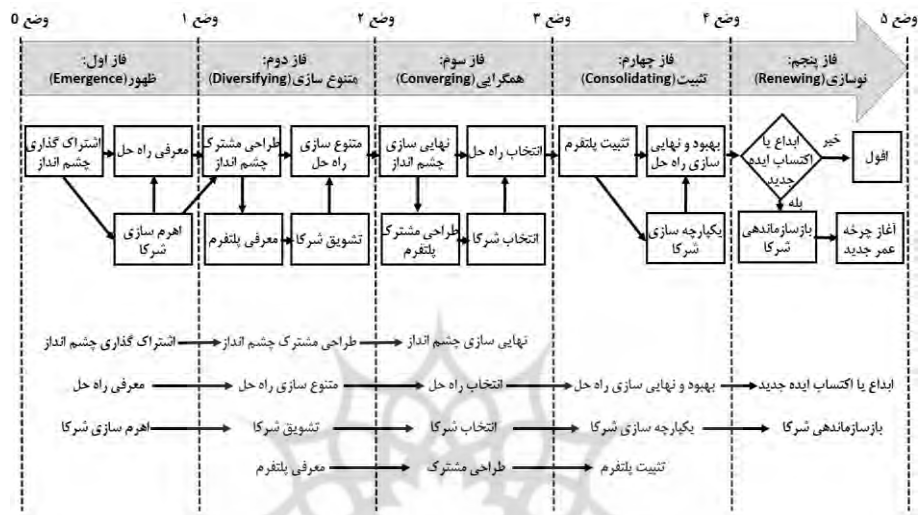 وضع 0
وضع ۱
وضع ۲
وضع ۳
وضع ۴
وضع ۵
فاز اول:
ظهور(Emergence)
فاز دوم:
متنوع سازی(Diversifying)
فاز سوم:
همگرایی(Converging)
فاز چهارم:
تثبیت(Consolidating)
فاز پنجم:
نوسازی(Renewing)
اشتراک گذاری
چشم انداز
معرفی راه حل
اهرم سازی
شرکا
طراحی مشترک
چشم انداز
متنوع سازی
راه حل
معرفی پلتفرم
تشویق شرکا
نهایی سازی
چشم انداز
انتخاب راه حل
طراحی مشترک
پلتفرم
انتخاب شرکا
تثبیت پلتفرم
بهبود و نهایی
سازی راه حل
یکپارچه سازی
شرکا
ابداع یا
اکتساب ایده
جدید
خیر
افول
بله
بازسازماندهی
شرکا
آغاز چرخه
عمر جدید
اشتراک گذاری چشم انداز
طراحی مشترک چشم انداز
نهایی سازی چشم انداز
معرفی راه حل
متنوع سازی راه حل
انتخاب راه حل
بهبود و نهایی سازی راه حل
ابداع یا اکتساب ایده جدید
اهرم سازی شرکا
تشویق شرکا
انتخاب شرکا
یکپارچه سازی شرکا
بازسازماندهی شرکا
معرفی پلتفرم
طراحی مشترک
تثبیت پلتفرم